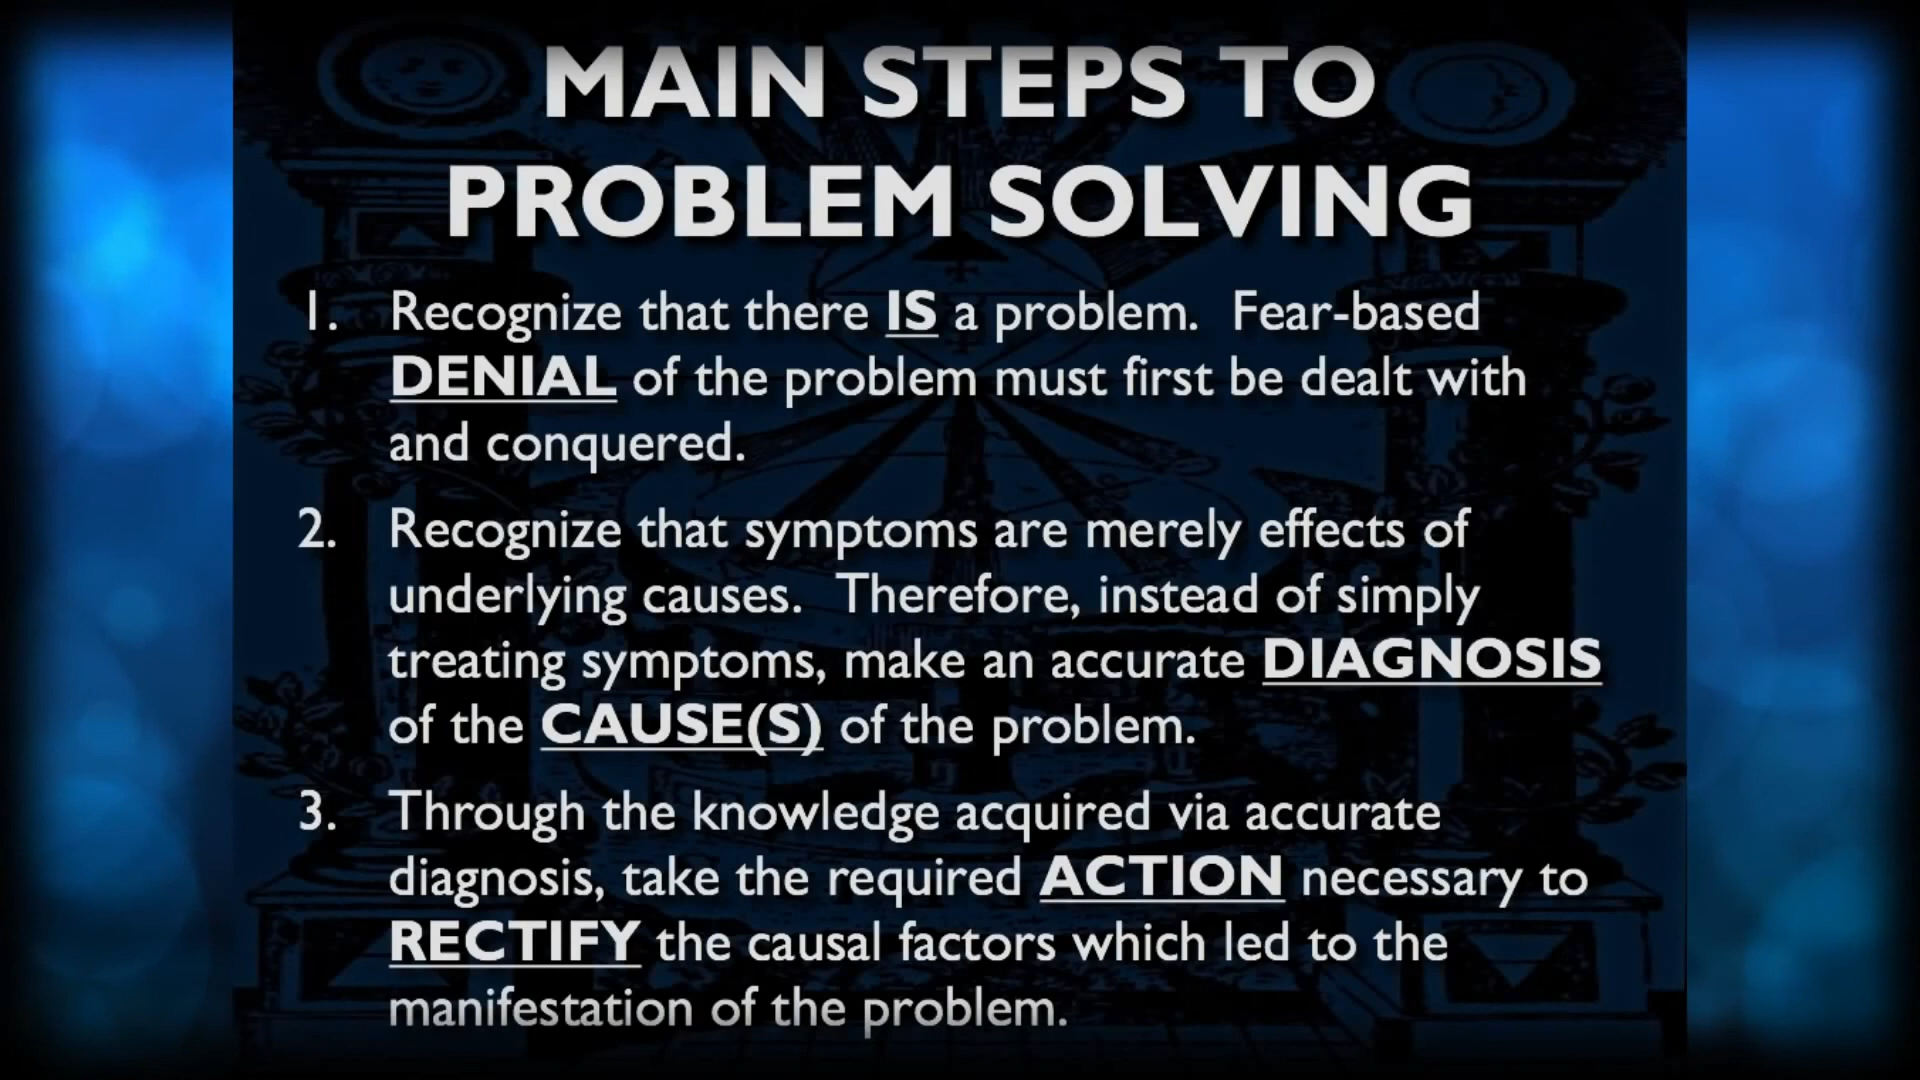 MAIN STEPS TO
PROBLEM SOLVING
1. Recognize that there IS a problem. Fear-based
DENIAL of the problem must first be dealt with
and conquered.
2. Recognize that symptoms are merely effects of
underlying causes. Therefore, instead of simply
treating symptoms, make an accurate DIAGNOSIS
of the CAUSE(S) of the problem.
3. Through the knowledge acquired via accurate
diagnosis, take the required ACTION necessary to
RECTIFY the causal factors which led to the
manifestation of the problem.